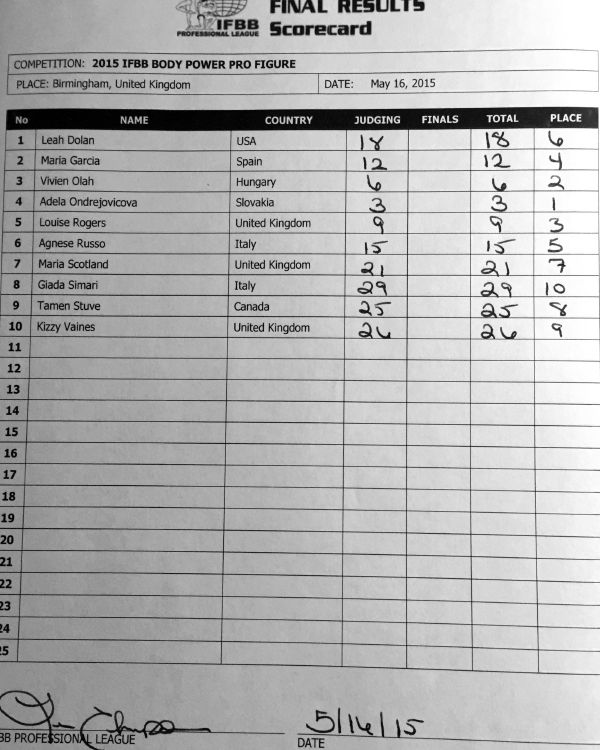 FINAL RESULTS
IFBB
PROFESSIONAL LEAGUE
Scorecard
COMPETITION: 2015 IFBB BODY POWER PRO FIGURE
PLACE: Birmingham, United Kingdom DATE: May 16, 2015
No NAME COUNTRY JUDGING FINALS TOTAL PLACE
1 Leah Dolan USA 18 18 6
2 Maria Garcia Spain 12 12 4
3 Vivien Olah Hungary 6 6 2
4 Adela Ondrejovicova Slovakia 3 3 1
5 Louise Rogers United Kingdom 9 9 3
6 Agnese Russo Italy 15 15 5
7 Maria Scotland United Kingdom 21 21 7
8 Giada Simari Italy 29 29 10
9 Tamen Stuve Canada 25 25 8
10 Kizzy Vaines United Kingdom 26 26 9
11
12
13
14
15
16
17
18
19
20
21
22
23
24
25
5/16/15
BB PROFESSIONAL LEAGUE DATE